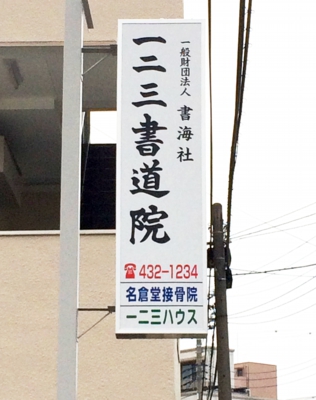 一般財団法人 書海社
一二三書道院
☎432-1234
名倉堂接骨院
一二三ハウス